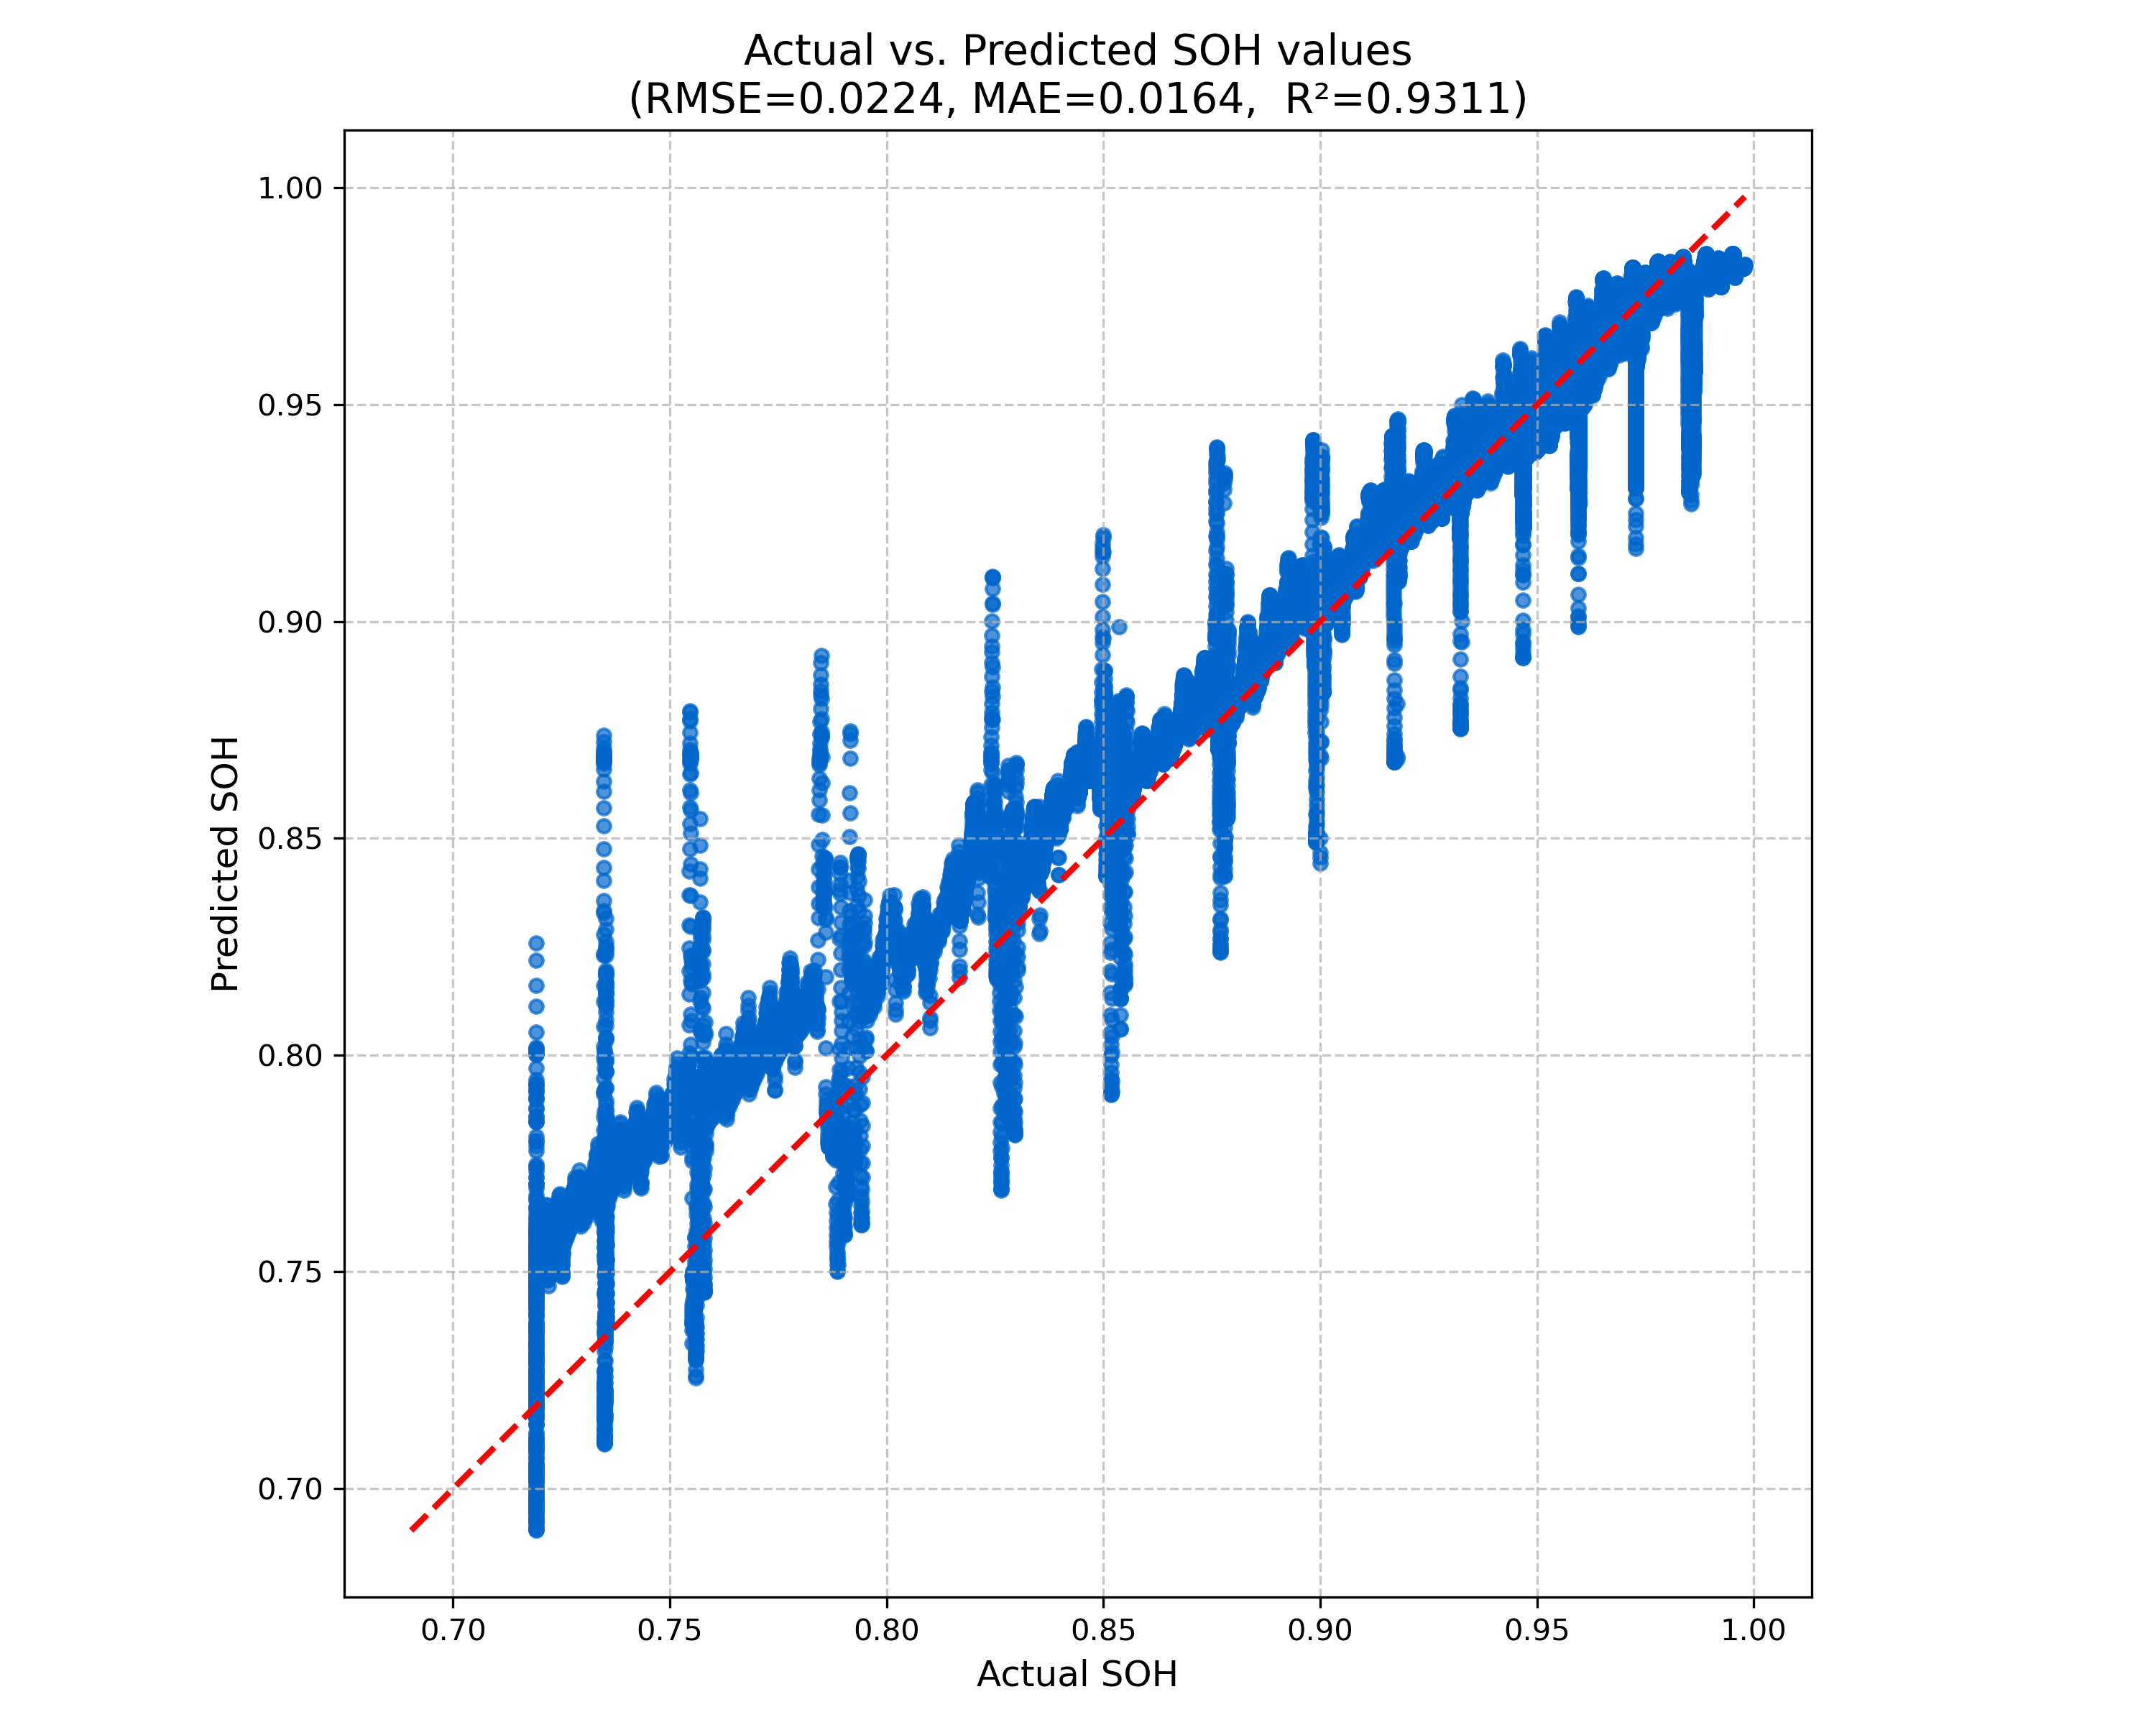 Actual vs. Predicted SOH values
(RMSE=0.0224, MAE=0.0164,  R²=0.9311)
Predicted SOH
1.00
0.95
0.90
0.85
0.80
0.75
0.70
0.70 0.75 0.80 0.85 0.90 0.95 1.00
Actual SOH